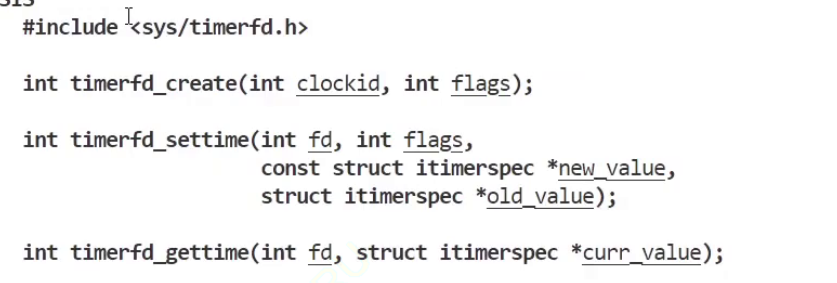 #include <sys/timerfd.h>
int timerfd_create(int clockid, int flags);
int timerfd_settime(int fd, int flags,
const struct itimerspec *new_value,
struct itimerspec *old_value);
int timerfd_gettime(int fd, struct itimerspec *curr_value);